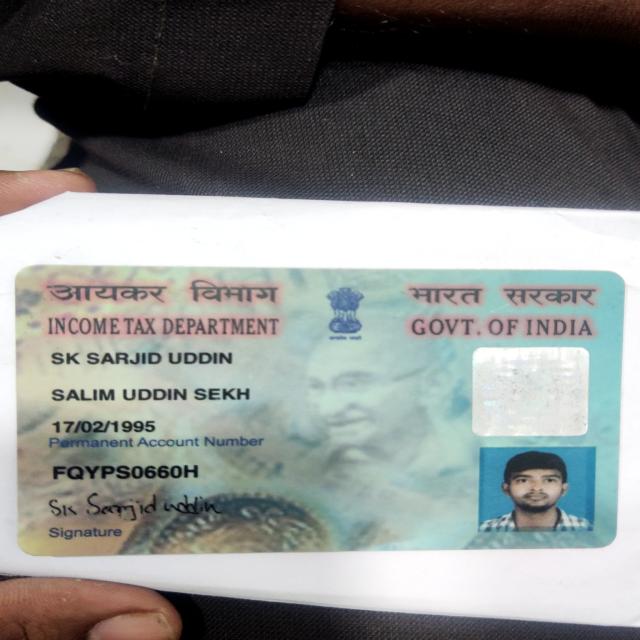 आयकर विभाग
भारत सरकार
INCOME TAX DEPARTMENT
GOVT. OF INDIA
SK SARJID UDDIN
SALIM UDDIN SEKH
17/02/1995
Permanent Account Number
FQYPS0660H
Sk Sarjid uddin
Signature